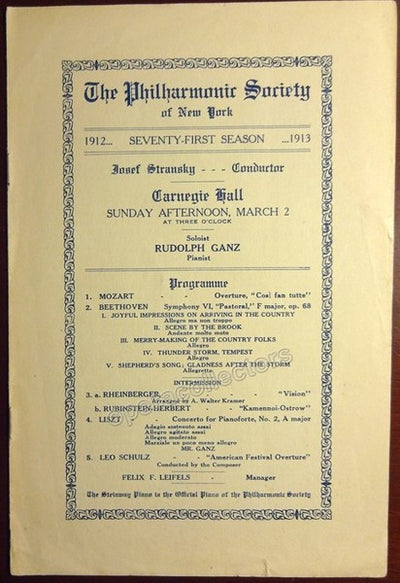 The Philharmonic Society
of New York
1912... SEVENTY-FIRST SEASON ...1913
Josef Stransky - - - Conductor
Carnegie Hall
SUNDAY AFTERNOON, MARCH 2
AT THREE O'CLOCK
Soloist
RUDOLPH GANZ
Pianist
Programme
1. MOZART - - Overture, "Cosi fan tutte"
2. BEETHOVEN Symphony VI, "Pastoral," F major, op. 68
I. JOYFUL IMPRESSIONS ON ARRIVING IN THE COUNTRY
Allegro ma non troppo
II. SCENE BY THE BROOK
Andante molto moto
III. MERRY-MAKING OF THE COUNTRY FOLKS
Allegro
IV. THUNDER STORM, TEMPEST
Allegro
V. SHEPHERD'S SONG; GLADNESS AFTER THE STORM
Allegretto
INTERMISSION
3. a. RHEINBERGER, - - - "Vision"
Arranged by A. Walter Kramer
b. RUBINSTEIN-HERBERT - "Kamennoi-Ostrow"
4. LISZT - - Concerto for Pianoforte, No. 2, A major
Adagio sostenuto assai
Allegro agitato assai
Allegro moderato
Marziale un poco meno allegro
MR. GANZ
5. LEO SCHULZ - - "American Festival Overture"
Conducted by the Composer
FELIX F. LEIFELS - - Manager
The Steinway Piano is the Official Piano of the Philharmonic Society